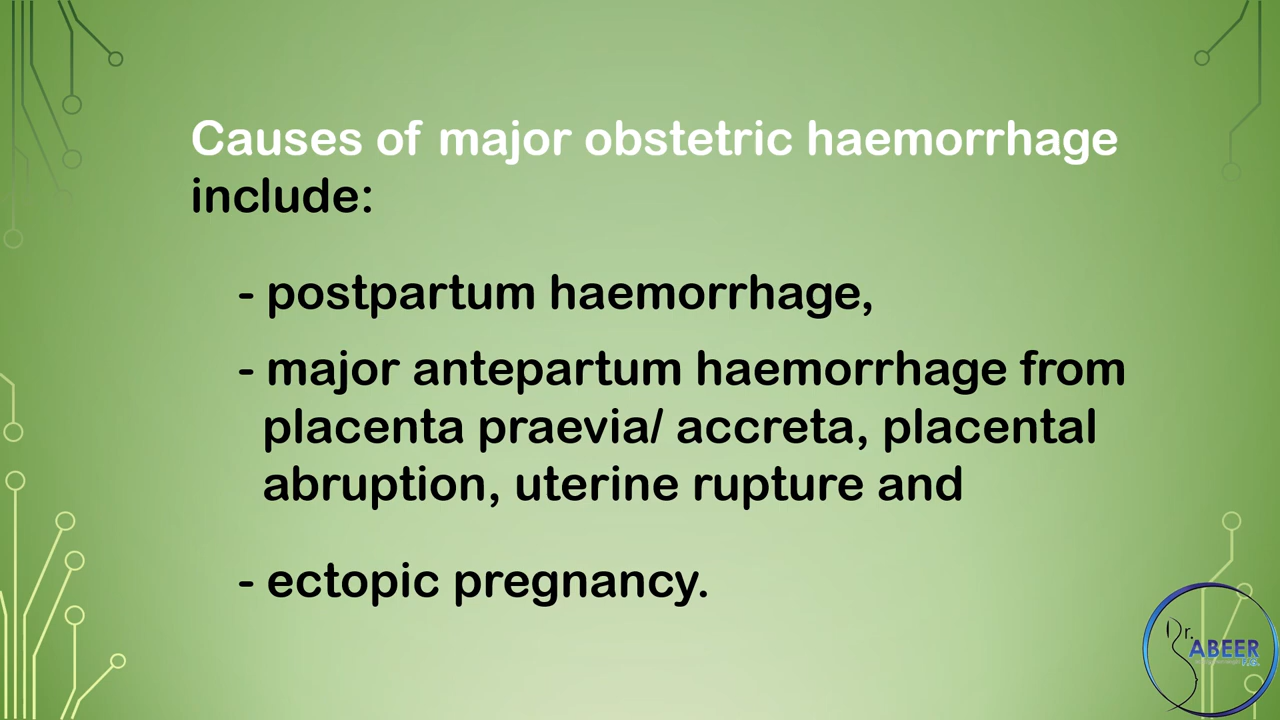 Causes of major obstetric haemorrhage
include:
- postpartum haemorrhage,
- major antepartum haemorrhage from
placenta praevia/ accreta, placental
abruption, uterine rupture and
- ectopic pregnancy.
Dr.
ABEER